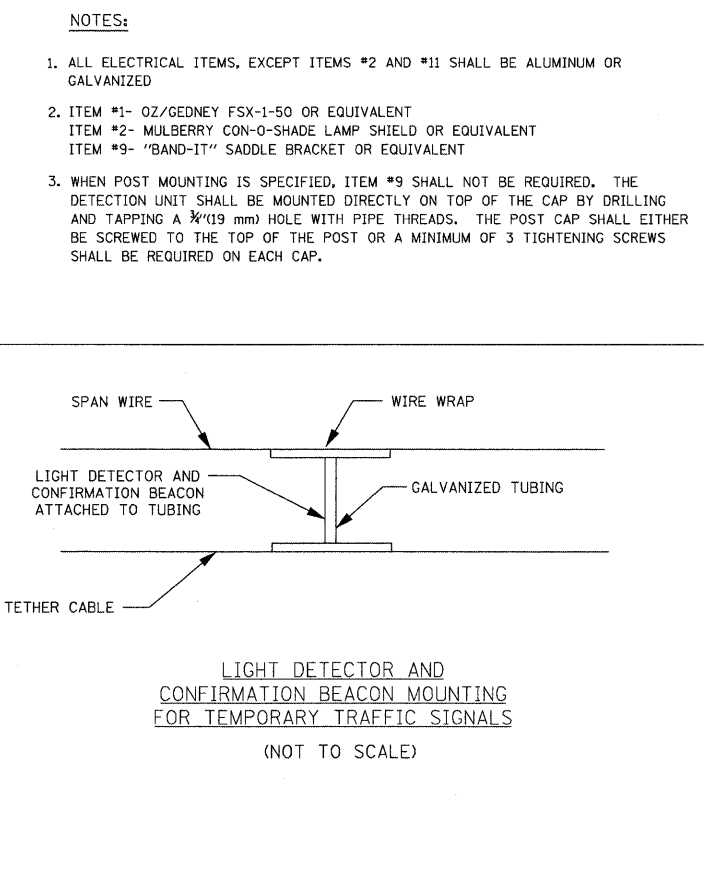 NOTES:
1. ALL ELECTRICAL ITEMS, EXCEPT ITEMS #2 AND #11 SHALL BE ALUMINUM OR
GALVANIZED
2. ITEM #1- OZ/GEDNEY FSX-1-50 OR EQUIVALENT
ITEM #2- MULBERRY CON-O-SHADE LAMP SHIELD OR EQUIVALENT
ITEM #9- "BAND-IT" SADDLE BRACKET OR EQUIVALENT
3. WHEN POST MOUNTING IS SPECIFIED, ITEM #9 SHALL NOT BE REQUIRED. THE
DETECTION UNIT SHALL BE MOUNTED DIRECTLY ON TOP OF THE CAP BY DRILLING
AND TAPPING A ¾"(19 mm) HOLE WITH PIPE THREADS. THE POST CAP SHALL EITHER
BE SCREWED TO THE TOP OF THE POST OR A MINIMUM OF 3 TIGHTENING SCREWS
SHALL BE REQUIRED ON EACH CAP.
SPAN WIRE
WIRE WRAP
LIGHT DETECTOR AND
CONFIRMATION BEACON
ATTACHED TO TUBING
GALVANIZED TUBING
TETHER CABLE
LIGHT DETECTOR AND
CONFIRMATION BEACON MOUNTING
FOR TEMPORARY TRAFFIC SIGNALS
(NOT TO SCALE)